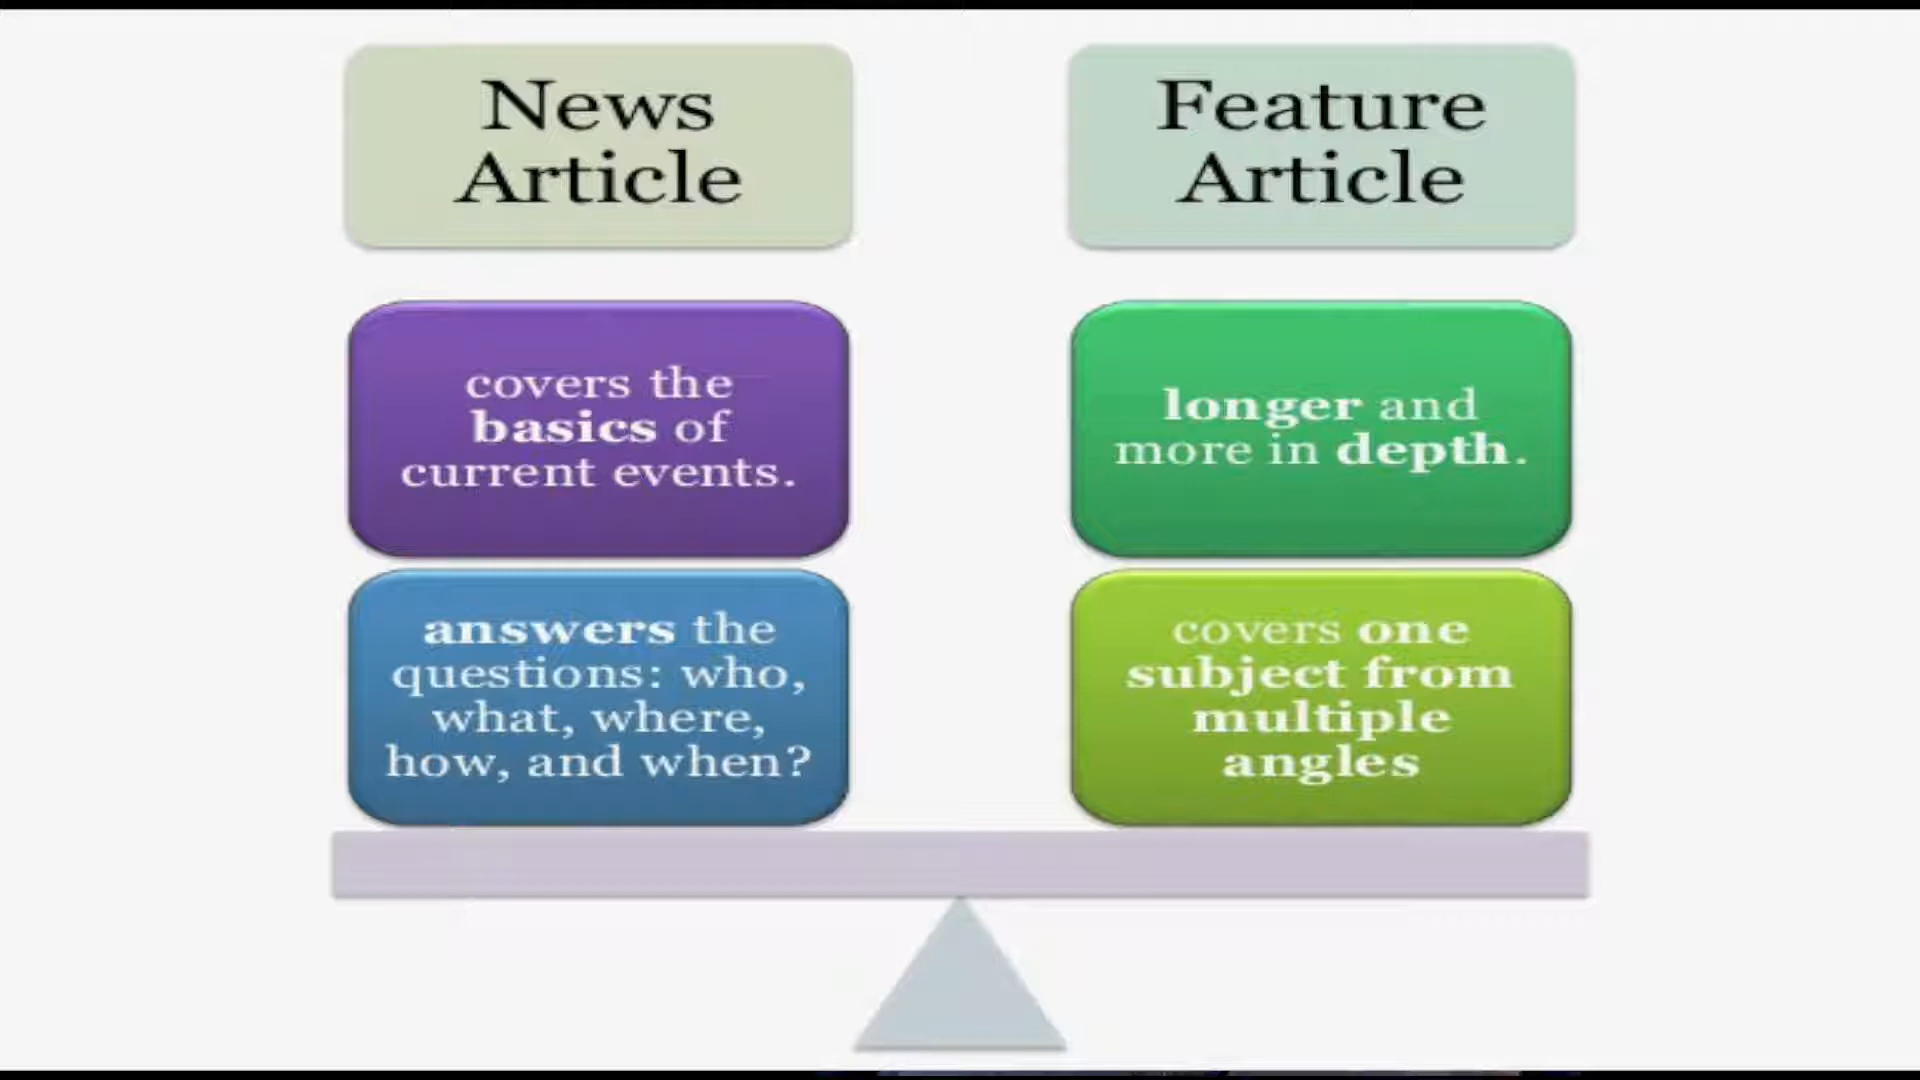 News
Article
Feature
Article
covers the
basics of
current events.
longer and
more in depth.
answers the
questions: who,
what, where,
how, and when?
covers one
subject from
multiple
angles